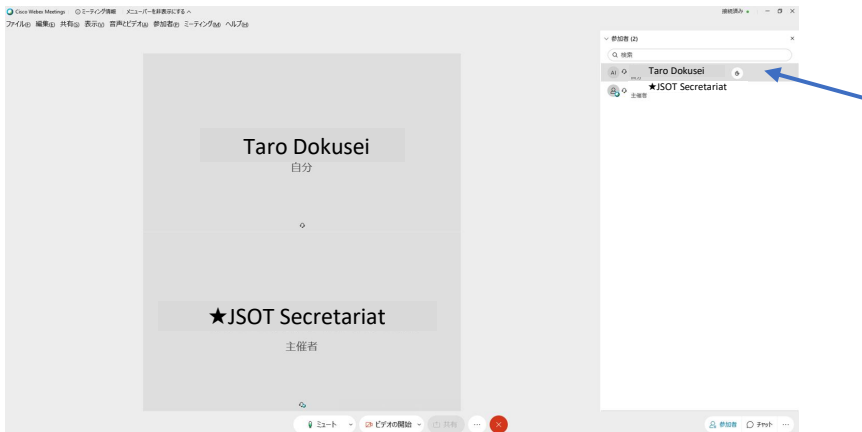 Cisco Webex Meetings ミーティング情報 メニューバーを非表示にする 接続済み
ファイル(F) 編集(E) 共有(S) 表示(V) 音声とビデオ(A) 参加者(P) ミーティング(M) ヘルプ(H)
参加者 (2)
検索
AI Taro Dokusei
★JSOT Secretariat
主催者
Taro Dokusei
自分
★JSOT Secretariat
主催者
ミュート ビデオの開始 共有 参加者 チャット